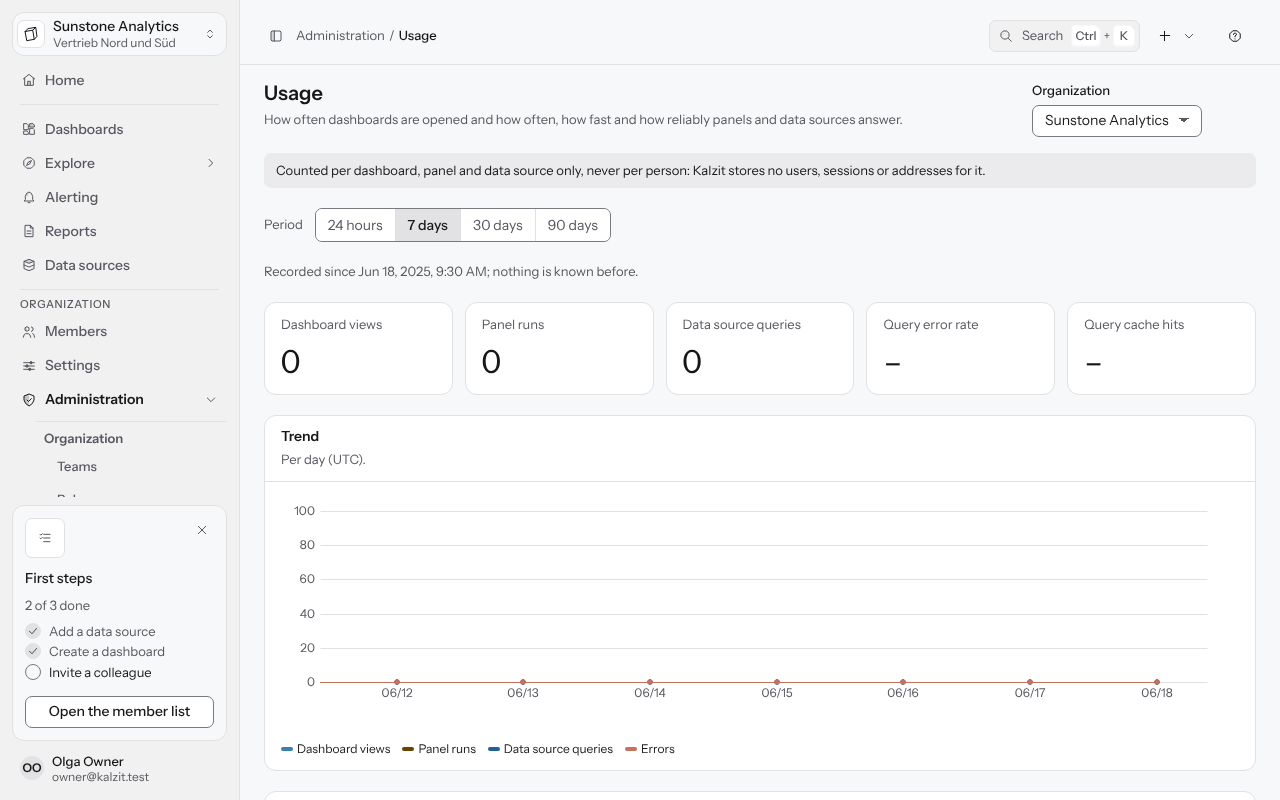 Sunstone Analytics
Vertrieb Nord und Süd
Home
Dashboards
Explore
Alerting
Reports
Data sources
ORGANIZATION
Members
Settings
Administration
Organization
Teams
First steps
2 of 3 done
Add a data source
Create a dashboard
Invite a colleague
Open the member list
OO
Olga Owner
owner@kalzit.test
Administration / Usage
Search Ctrl + K
Usage
How often dashboards are opened and how often, how fast and how reliably panels and data sources answer.
Organization
Sunstone Analytics
Counted per dashboard, panel and data source only, never per person: Kalzit stores no users, sessions or addresses for it.
Period 24 hours 7 days 30 days 90 days
Recorded since Jun 18, 2025, 9:30 AM; nothing is known before.
Dashboard views
0
Panel runs
0
Data source queries
0
Query error rate
–
Query cache hits
–
Trend
Per day (UTC).
100
80
60
40
20
0
06/12 06/13 06/14 06/15 06/16 06/17 06/18
Dashboard views Panel runs Data source queries Errors